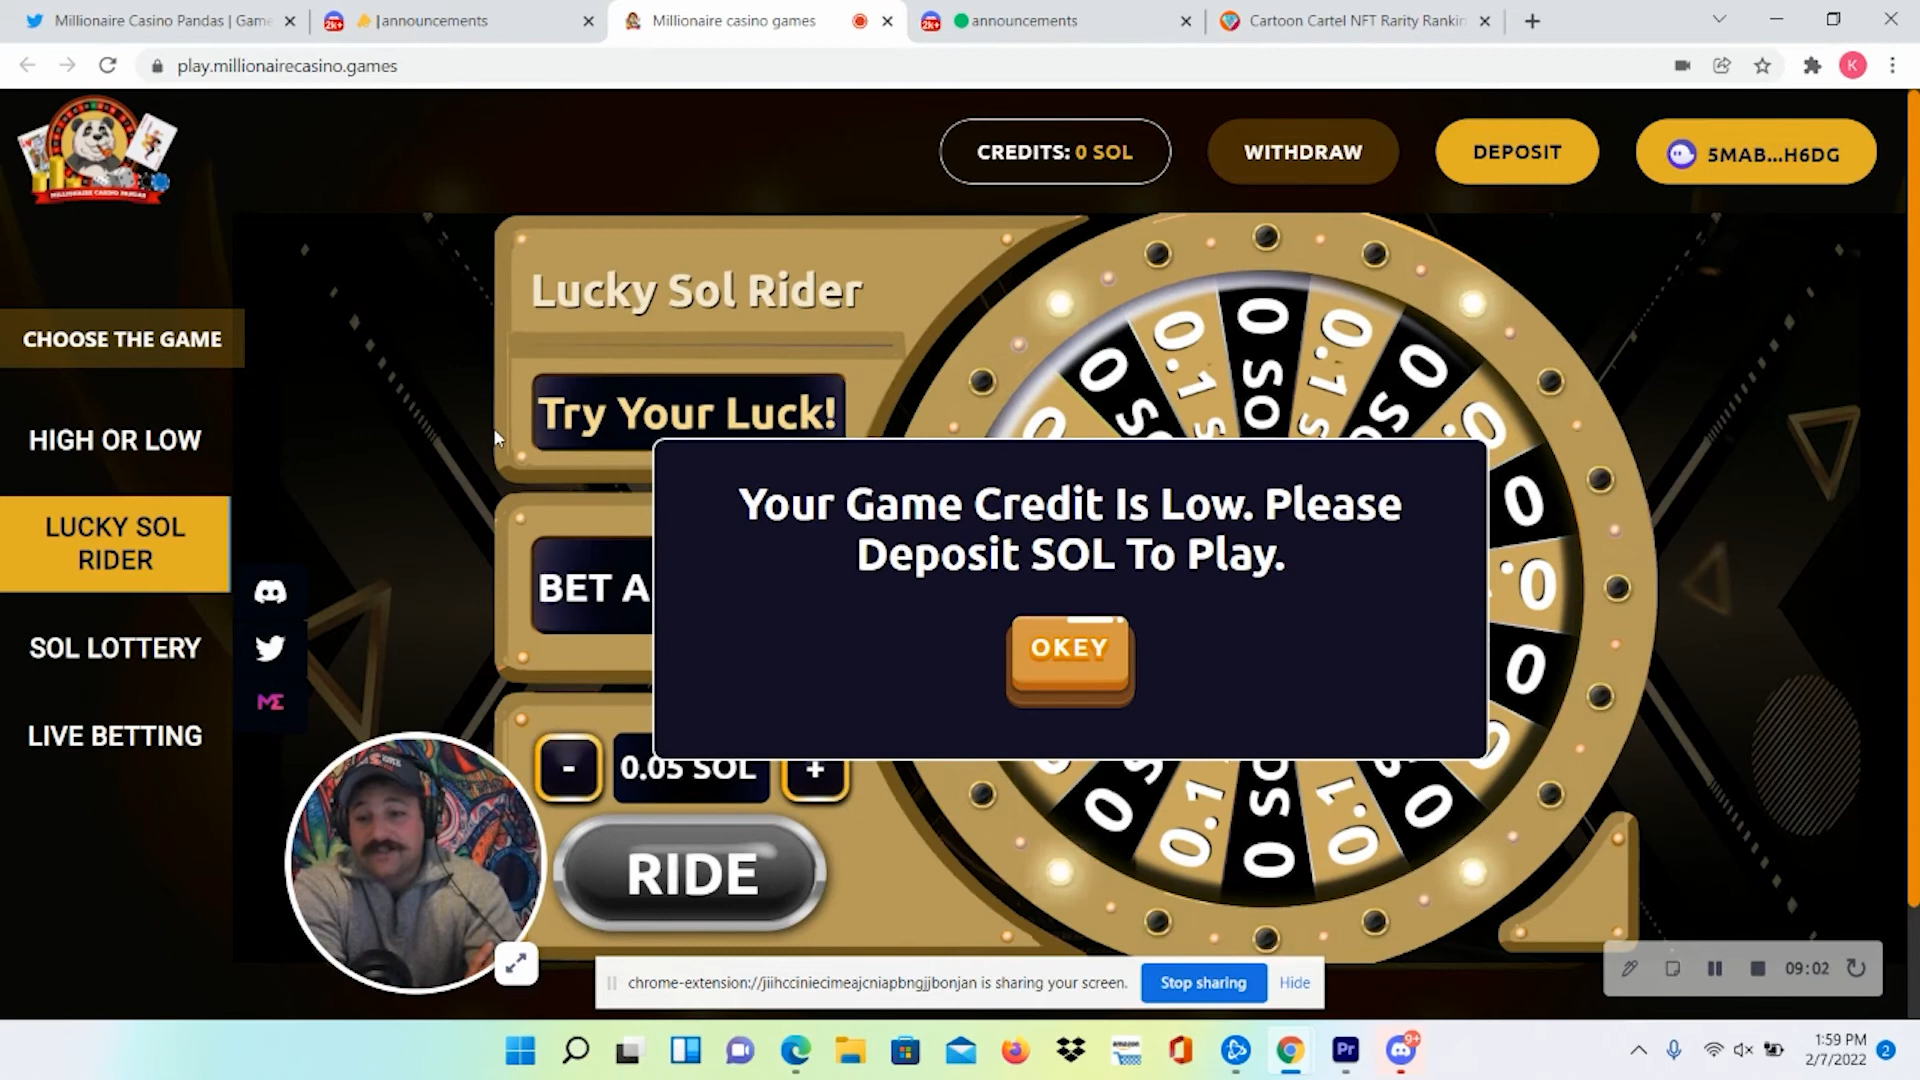 Millionaire Casino Pandas | Game
|announcements
Millionaire casino games
announcements
Cartoon Cartel NFT Rarity Rankin
play.millionairecasino.games
K
MILLIONAIRE CASINO PANDAS
CREDITS: 0 SOL
WITHDRAW
DEPOSIT
5MAB...H6DG
CHOOSE THE GAME
HIGH OR LOW
LUCKY SOL
RIDER
SOL LOTTERY
LIVE BETTING
Lucky Sol Rider
Try Your Luck!
BET A
- 0.05 SOL +
RIDE
Your Game Credit Is Low. Please
Deposit SOL To Play.
OKEY
chrome-extension://jiihcciniecimeajcniapbngjjbonjan is sharing your screen.
Stop sharing
Hide
09:02
1:59 PM
2/7/2022
2